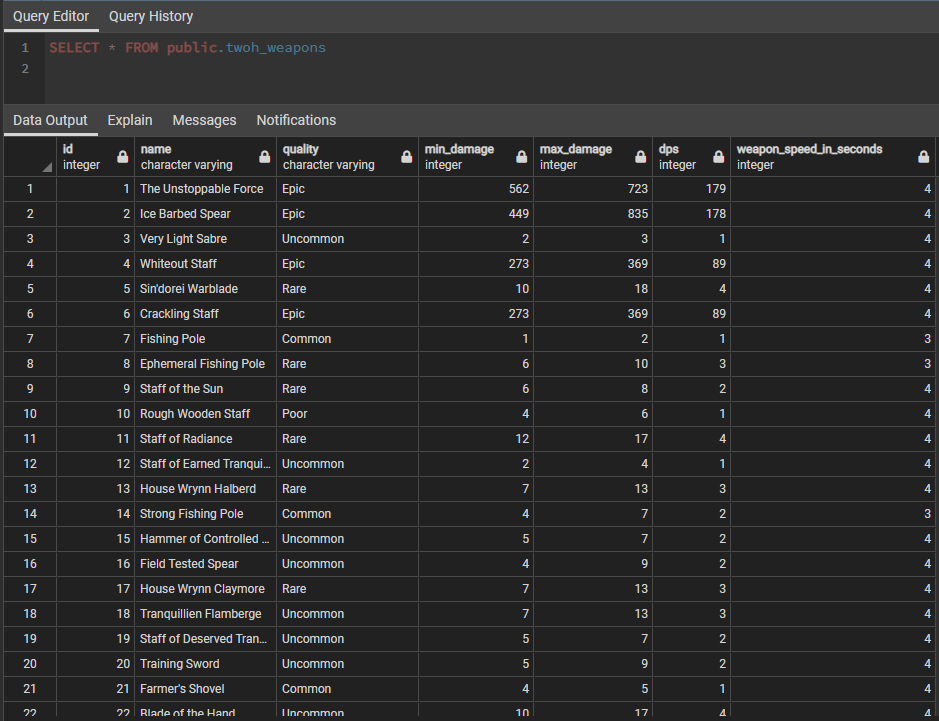 Query Editor Query History
1 SELECT * FROM public.twoh_weapons
2
Data Output Explain Messages Notifications
id integer name character varying quality character varying min_damage integer max_damage integer dps integer weapon_speed_in_seconds integer
1 1 The Unstoppable Force Epic 562 723 179 4
2 2 Ice Barbed Spear Epic 449 835 178 4
3 3 Very Light Sabre Uncommon 2 3 1 4
4 4 Whiteout Staff Epic 273 369 89 4
5 5 Sin'dorei Warblade Rare 10 18 4 4
6 6 Crackling Staff Epic 273 369 89 4
7 7 Fishing Pole Common 1 2 1 3
8 8 Ephemeral Fishing Pole Rare 6 10 3 3
9 9 Staff of the Sun Rare 6 8 2 4
10 10 Rough Wooden Staff Poor 4 6 1 4
11 11 Staff of Radiance Rare 12 17 4 4
12 12 Staff of Earned Tranqui... Uncommon 2 4 1 4
13 13 House Wrynn Halberd Rare 7 13 3 4
14 14 Strong Fishing Pole Common 4 7 2 3
15 15 Hammer of Controlled ... Uncommon 5 7 2 4
16 16 Field Tested Spear Uncommon 4 9 2 4
17 17 House Wrynn Claymore Rare 7 13 3 4
18 18 Tranquillien Flamberge Uncommon 7 13 3 4
19 19 Staff of Deserved Tran... Uncommon 5 7 2 4
20 20 Training Sword Uncommon 5 9 2 4
21 21 Farmer's Shovel Common 4 5 1 4
22 22 Blade of the Hand Uncommon 10 17 4 4